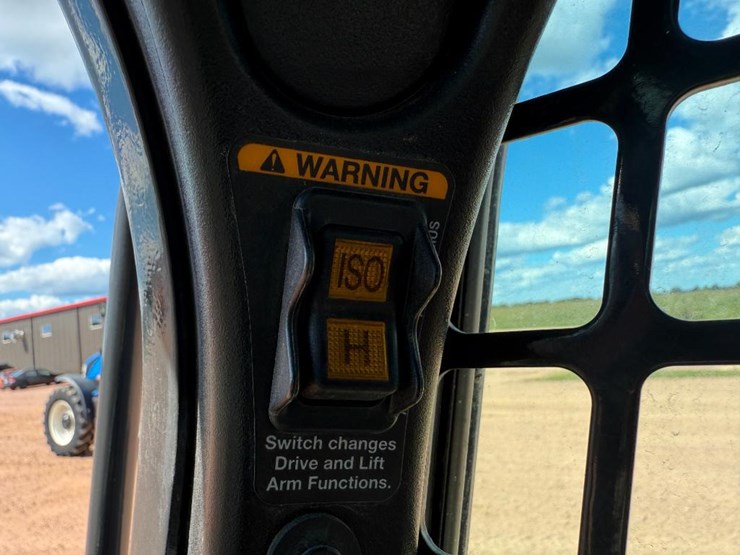 WARNING
ISO
H
Switch changes
Drive and Lift
Arm Functions.